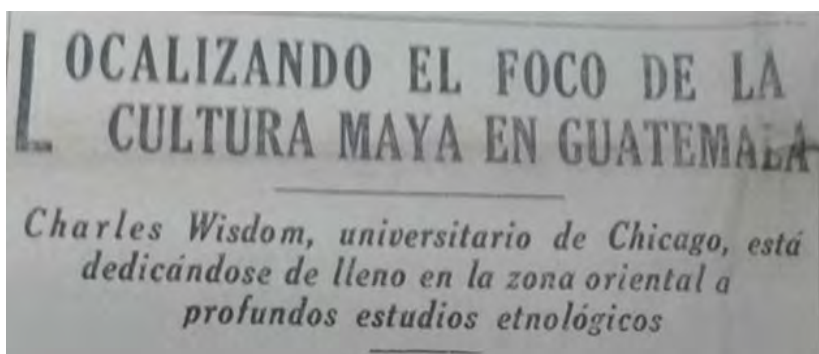 LOCALIZANDO EL FOCO DE LA
CULTURA MAYA EN GUATEMALA
Charles Wisdom, universitario de Chicago, está
dedicándose de lleno en la zona oriental a
profundos estudios etnológicos